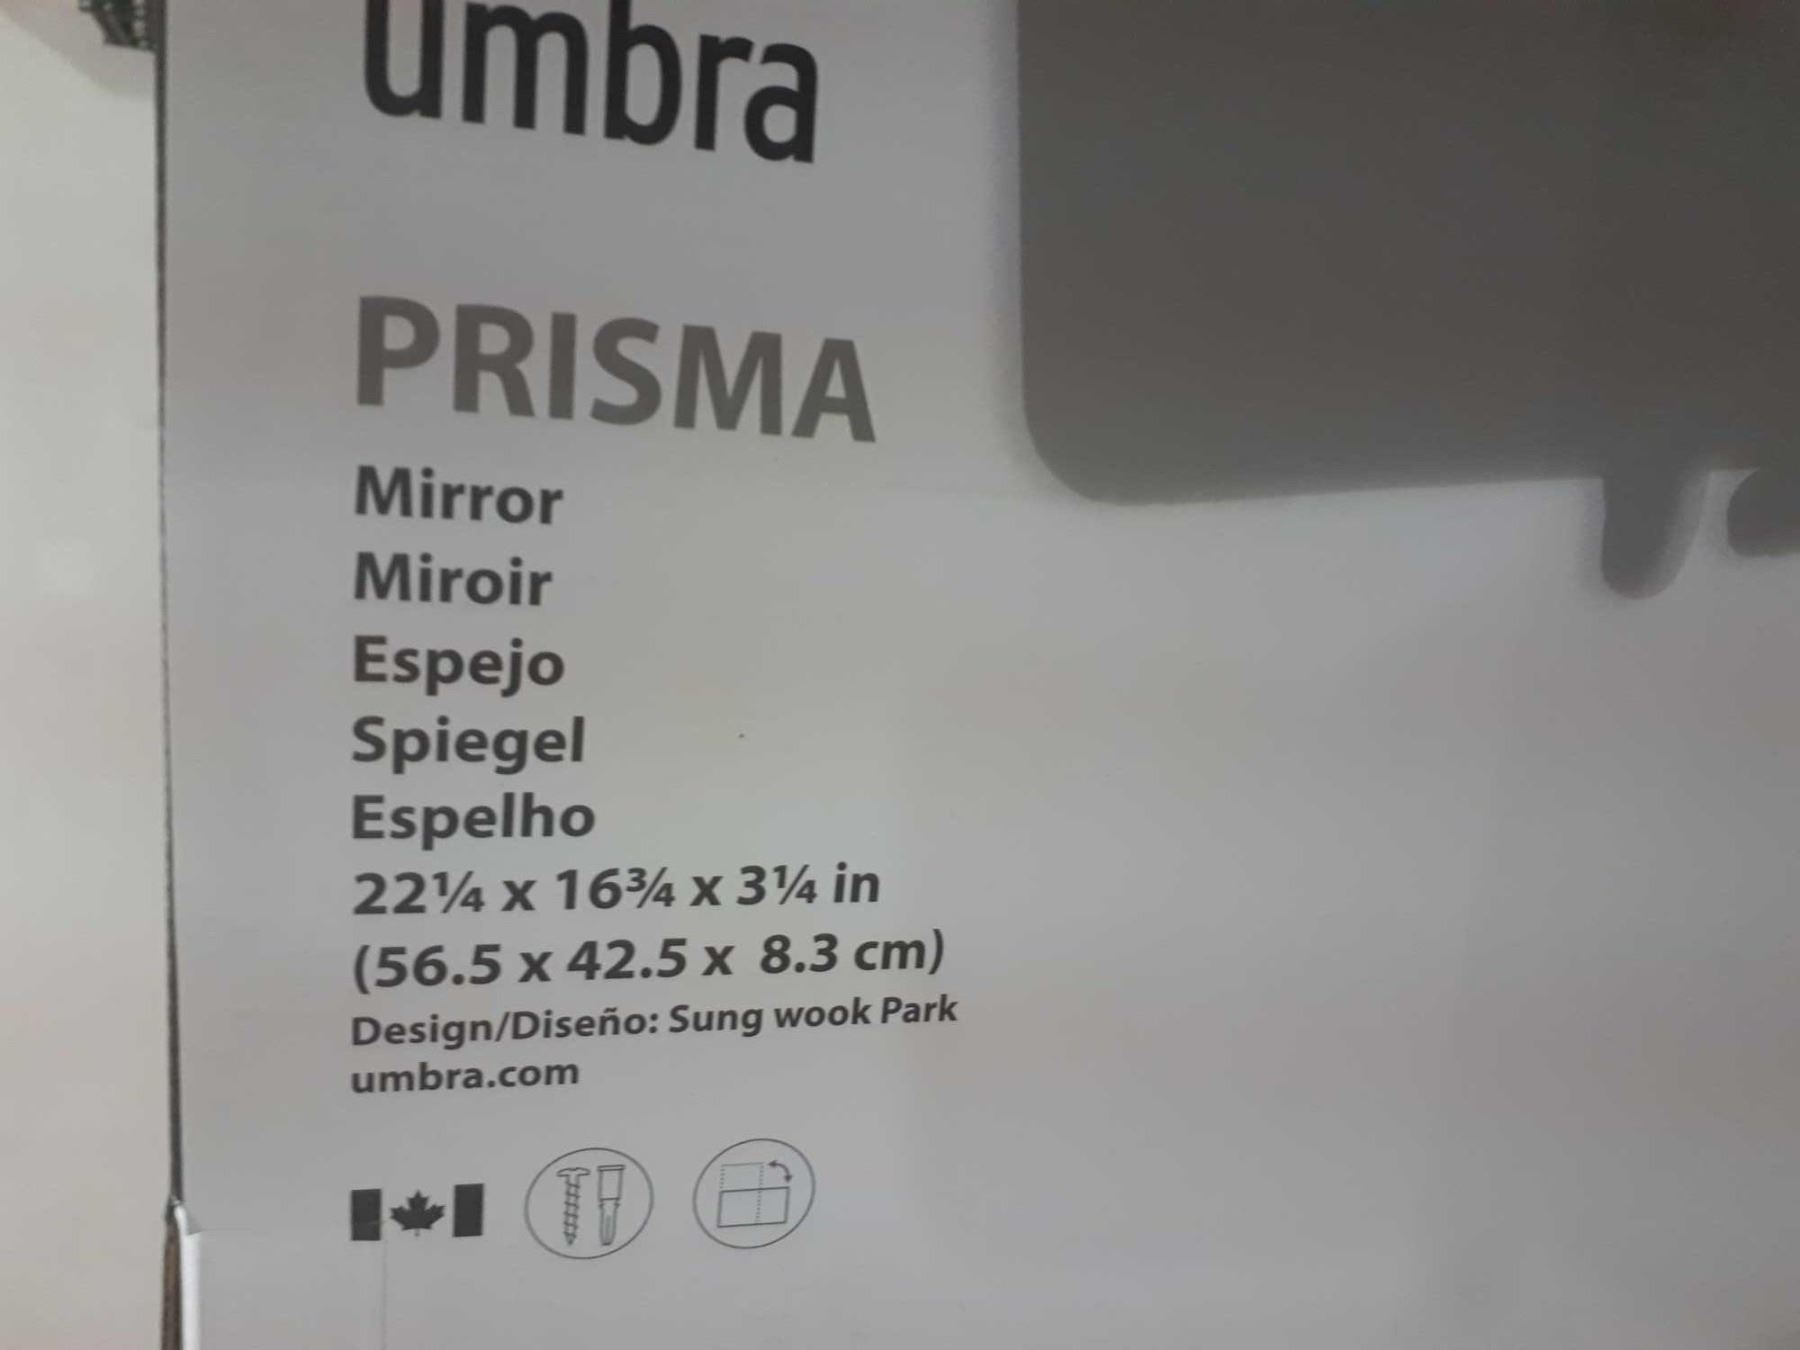 umbra
PRISMA
Mirror
Miroir
Espejo
Spiegel
Espelho
22¼ x 16¾ x 3¼ in
(56.5 x 42.5 x 8.3 cm)
Design/Diseño: Sung wook Park
umbra.com